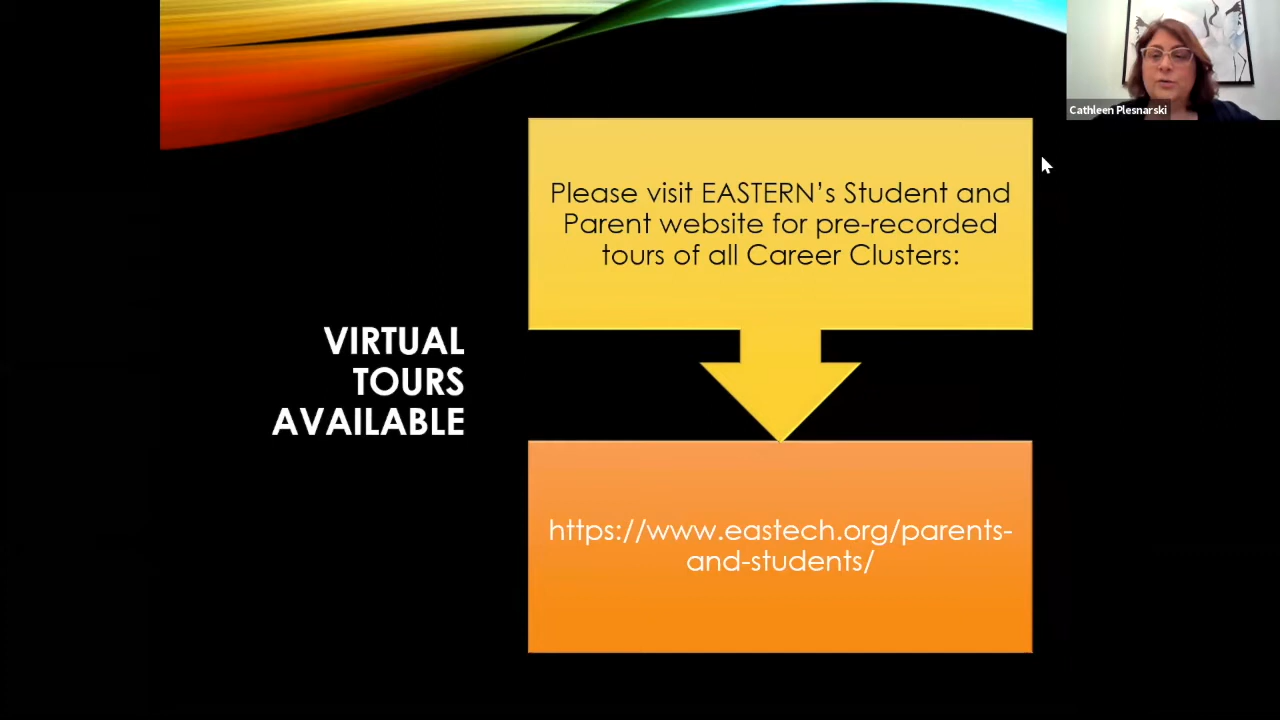 Cathleen Plesnarski
Please visit EASTERN’s Student and
Parent website for pre-recorded
tours of all Career Clusters:
VIRTUAL
TOURS
AVAILABLE
https://www.eastech.org/parents-
and-students/